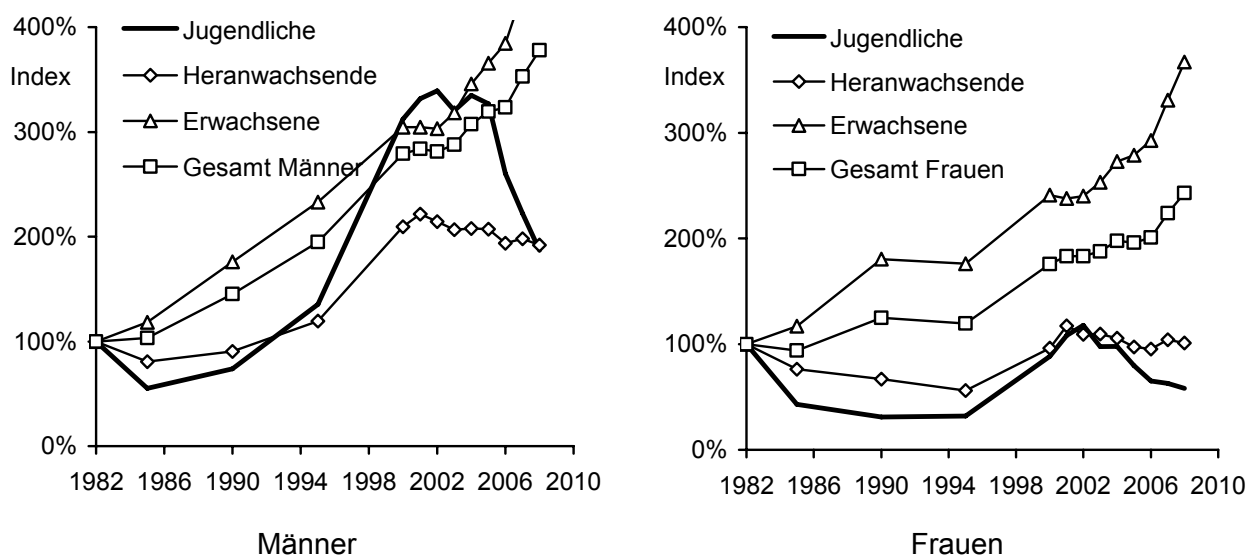 400%
Index
300%
200%
100%
0%
Jugendliche
Heranwachsende
Erwachsene
Gesamt Männer
1982 1986 1990 1994 1998 2002 2006 2010
Männer
400%
Index
300%
200%
100%
0%
Jugendliche
Heranwachsende
Erwachsene
Gesamt Frauen
1982 1986 1990 1994 1998 2002 2006 2010
Frauen